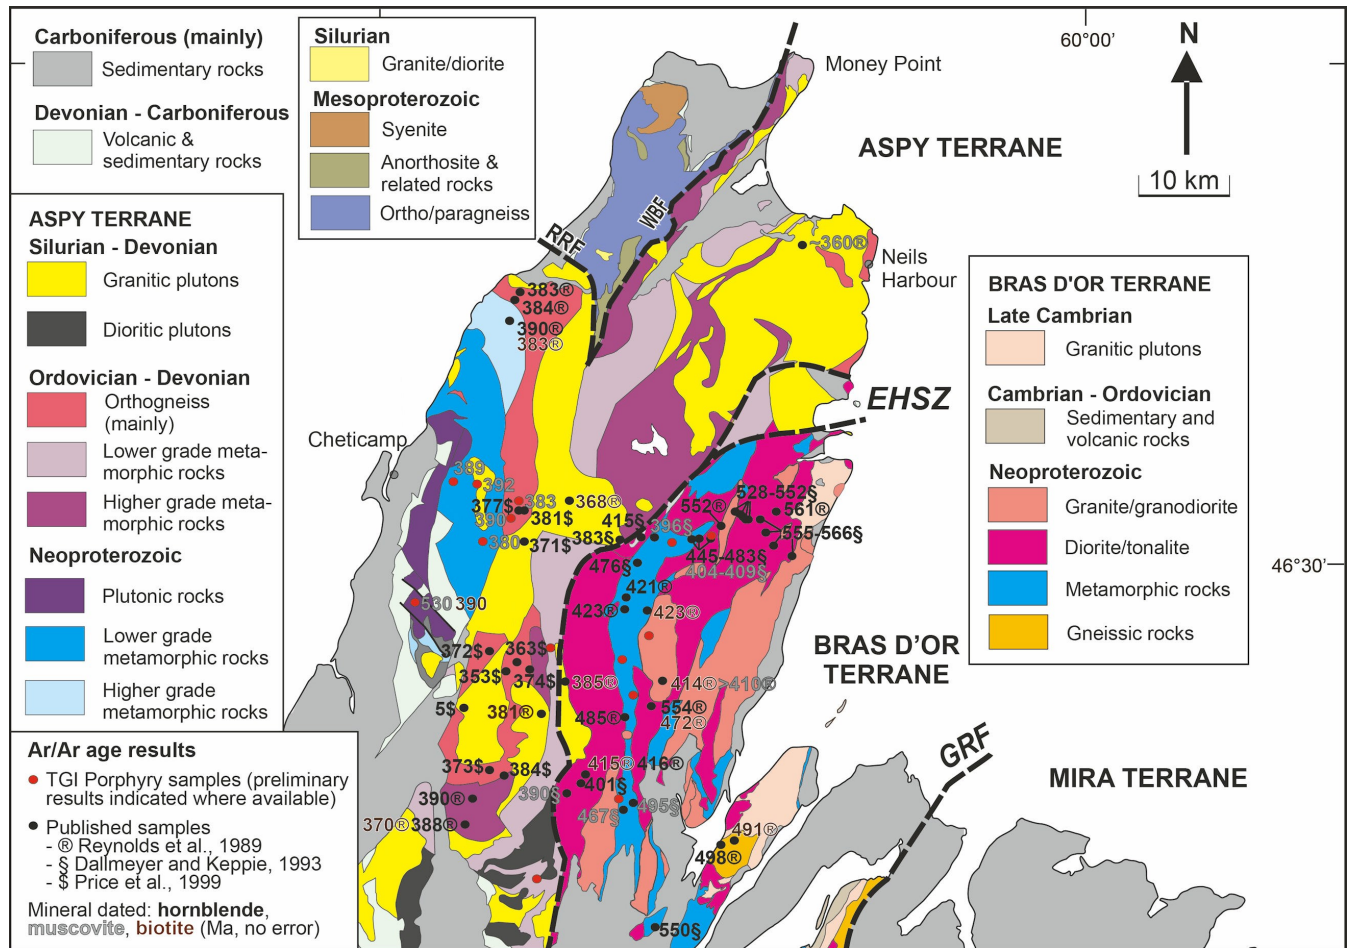 Carboniferous (mainly)
Sedimentary rocks
Devonian - Carboniferous
Volcanic &
sedimentary rocks
Silurian
Granite/diorite
Mesoproterozoic
Syenite
Anorthosite &
related rocks
Ortho/paragneiss
ASPY TERRANE
Silurian - Devonian
Granitic plutons
Dioritic plutons
Ordovician - Devonian
Orthogneiss
(mainly)
Lower grade meta-
morphic rocks
Higher grade meta-
morphic rocks
Neoproterozoic
Plutonic rocks
Lower grade
metamorphic rocks
Higher grade
metamorphic rocks
Ar/Ar age results
TGI Porphyry samples (preliminary
results indicated where available)
Published samples
- ® Reynolds et al., 1989
- § Dallmeyer and Keppie, 1993
- $ Price et al., 1999
Mineral dated: hornblende,
muscovite, biotite (Ma, no error)
60°00'
N
10 km
Money Point
ASPY TERRANE
WBF
RRF
~360®
Neils
Harbour
383®
384®
390®
383®
EHSZ
Cheticamp
BRAS D'OR TERRANE
Late Cambrian
Granitic plutons
Cambrian - Ordovician
Sedimentary and
volcanic rocks
Neoproterozoic
Granite/granodiorite
Diorite/tonalite
Metamorphic rocks
Gneissic rocks
46°30'
389
392
383
377$
390
381$
368®
380
371$
383§
415§
396§
552®
528-552§
561®
555-566§
445-483§
404-409§
476§
421®
423®
423®
530 390
372$
363$
353$
374$
385®
414® >410®
5$
381®
485®
554®
472®
BRAS D'OR
TERRANE
373$
384$
390§
415®
416®
401§
390®
370® 388®
467§
495§
491®
498®
550§
GRF
MIRA TERRANE